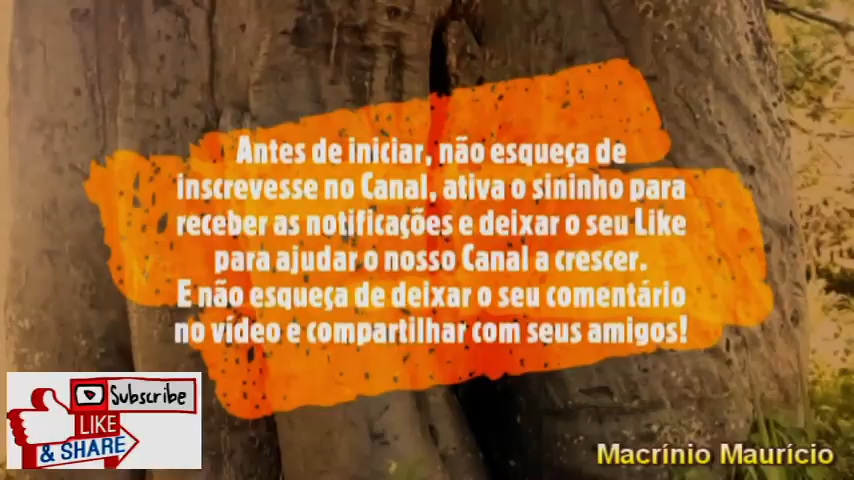 Antes de iniciar, não esqueça de
inscrevesse no Canal, ativa o sininho para
receber as notificações e deixar o seu Like
para ajudar o nosso Canal a crescer.
E não esqueça de deixar o seu comentário
no vídeo e compartilhar com seus amigos!
Subscribe
LIKE
& SHARE
Macrínio Maurício